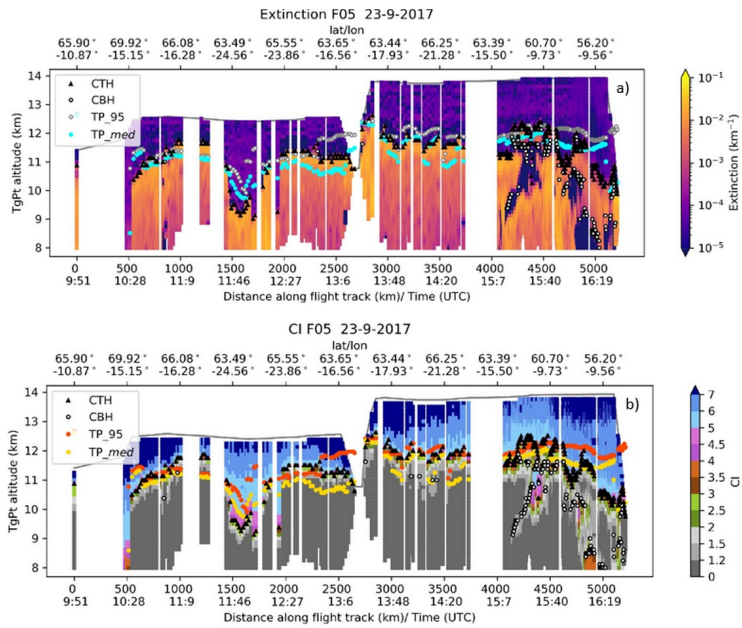 Extinction F05 23-9-2017
lat/lon
65.90° 69.92° 66.08° 63.49° 65.55° 63.65° 63.44° 66.25° 63.39° 60.70° 56.20°
-10.87° -15.15° -16.28° -24.56° -23.86° -16.56° -17.93° -21.28° -15.50° -9.73° -9.56°
a)
14
13
12
11
10
9
8
TgPt altitude (km)
CTH
CBH
TP_95
TP_med
0 500 1000 1500 2000 2500 3000 3500 4000 4500 5000
9:51 10:28 11:9 11:46 12:27 13:6 13:48 14:20 15:7 15:40 16:19
Distance along flight track (km)/ Time (UTC)
10⁻¹
10⁻²
10⁻³
10⁻⁴
10⁻⁵
Extinction (km⁻¹)
CI F05 23-9-2017
lat/lon
65.90° 69.92° 66.08° 63.49° 65.55° 63.65° 63.44° 66.25° 63.39° 60.70° 56.20°
-10.87° -15.15° -16.28° -24.56° -23.86° -16.56° -17.93° -21.28° -15.50° -9.73° -9.56°
b)
14
13
12
11
10
9
8
TgPt altitude (km)
CTH
CBH
TP_95
TP_med
0 500 1000 1500 2000 2500 3000 3500 4000 4500 5000
9:51 10:28 11:9 11:46 12:27 13:6 13:48 14:20 15:7 15:40 16:19
Distance along flight track (km)/ Time (UTC)
7
6
5
4.5
4
3.5
3
2.5
2
1.5
1.2
0
CI